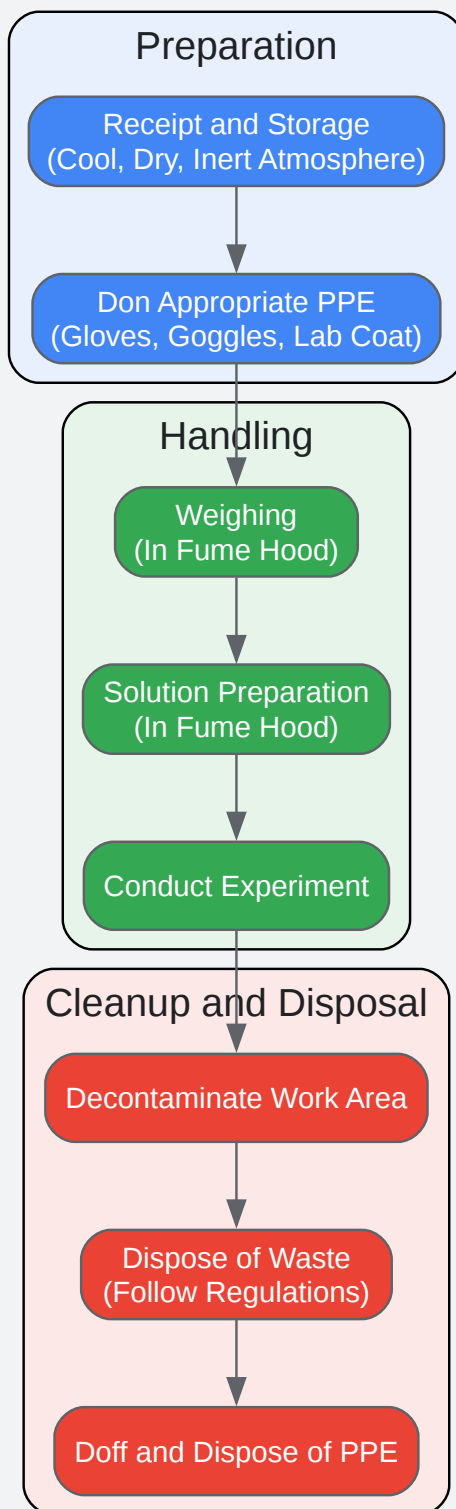 Preparation
Receipt and Storage
(Cool, Dry, Inert Atmosphere)
Don Appropriate PPE
(Gloves, Goggles, Lab Coat)
Handling
Weighing
(In Fume Hood)
Solution Preparation
(In Fume Hood)
Conduct Experiment
Cleanup and Disposal
Decontaminate Work Area
Dispose of Waste
(Follow Regulations)
Doff and Dispose of PPE